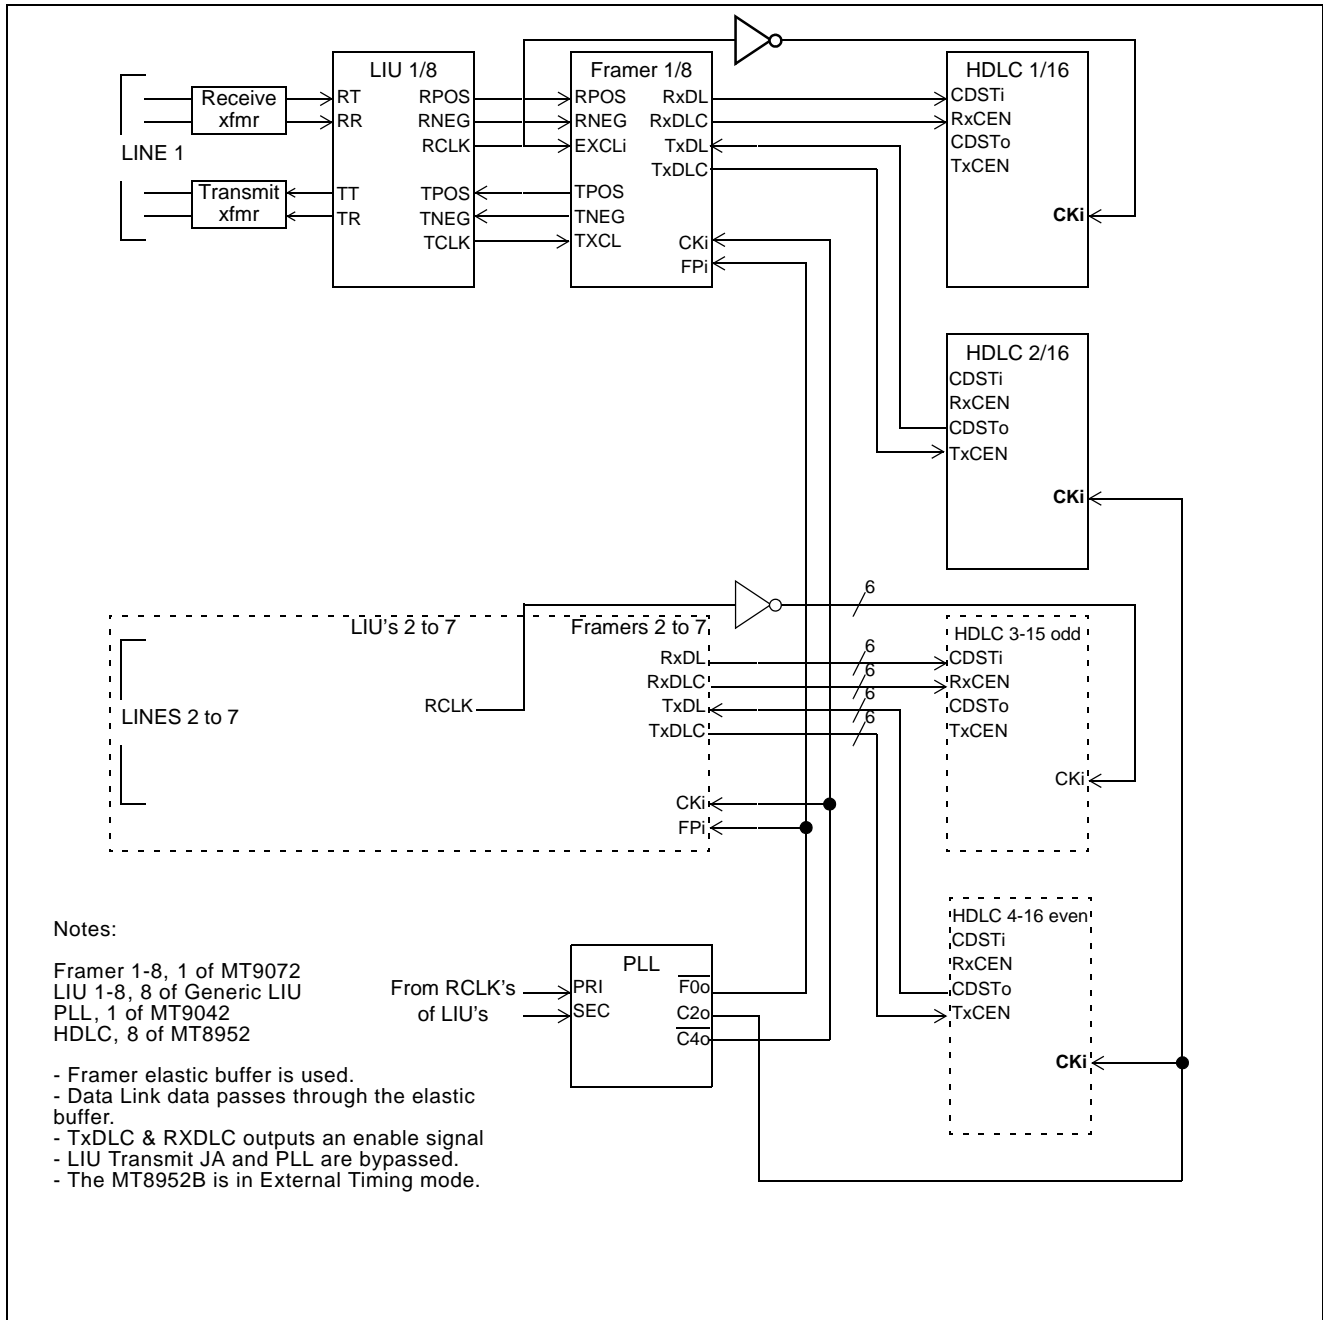 LIU 1/8
Framer 1/8
HDLC 1/16
Receive
xfmr
RT
RR
RPOS
RNEG
RCLK
RPOS
RNEG
EXCLi
RxDL
RxDLC
TxDL
TxDLC
CDSTi
RxCEN
CDSTo
TxCEN
LINE 1
Transmit
xfmr
TT
TR
TPOS
TNEG
TCLK
TPOS
TNEG
TXCL
CKi
FPi
CKi
HDLC 2/16
CDSTi
RxCEN
CDSTo
TxCEN
CKi
6
LIU's 2 to 7
Framers 2 to 7
HDLC 3-15 odd
RxDL
6
CDSTi
RxDLC
6
RxCEN
LINES 2 to 7
RCLK
TxDL
6
CDSTo
TxDLC
6
TxCEN
CKi
CKi
FPi
HDLC 4-16 even
CDSTi
RxCEN
CDSTo
TxCEN
CKi
Notes:
Framer 1-8, 1 of MT9072
LIU 1-8, 8 of Generic LIU
PLL, 1 of MT9042
HDLC, 8 of MT8952
From RCLK's
of LIU's
PLL
PRI
SEC
F0o
C2o
C4o
- Framer elastic buffer is used.
- Data Link data passes through the elastic
buffer.
- TxDLC & RXDLC outputs an enable signal
- LIU Transmit JA and PLL are bypassed.
- The MT8952B is in External Timing mode.